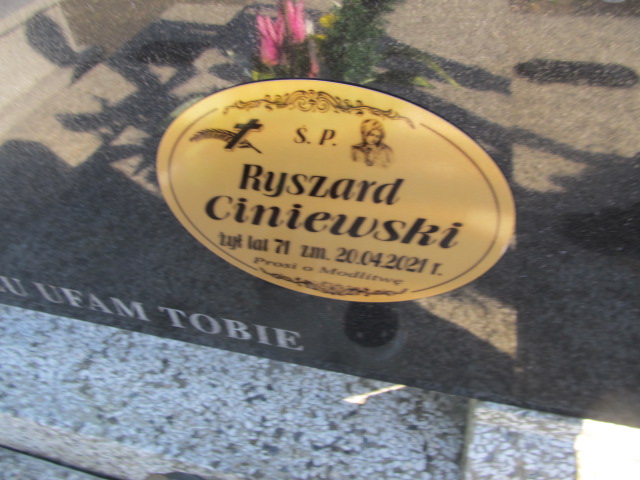 Ś. P.
Ryszard
Ciniewski
żył lat 71 zm. 20.04.2021 r.
Prosi o Modlitwę
UFAM TOBIE